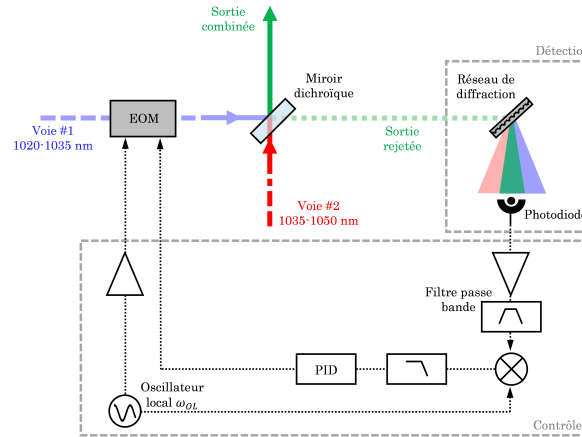 Sortie
combinée
Détection
Miroir
dichroïque
Réseau de
diffraction
EOM
Voie #1
1020-1035 nm
Sortie
rejetée
Voie #2
1035-1050 nm
Photodiode
Filtre passe
bande
PID
Oscillateur
local ω_OL
Contrôle